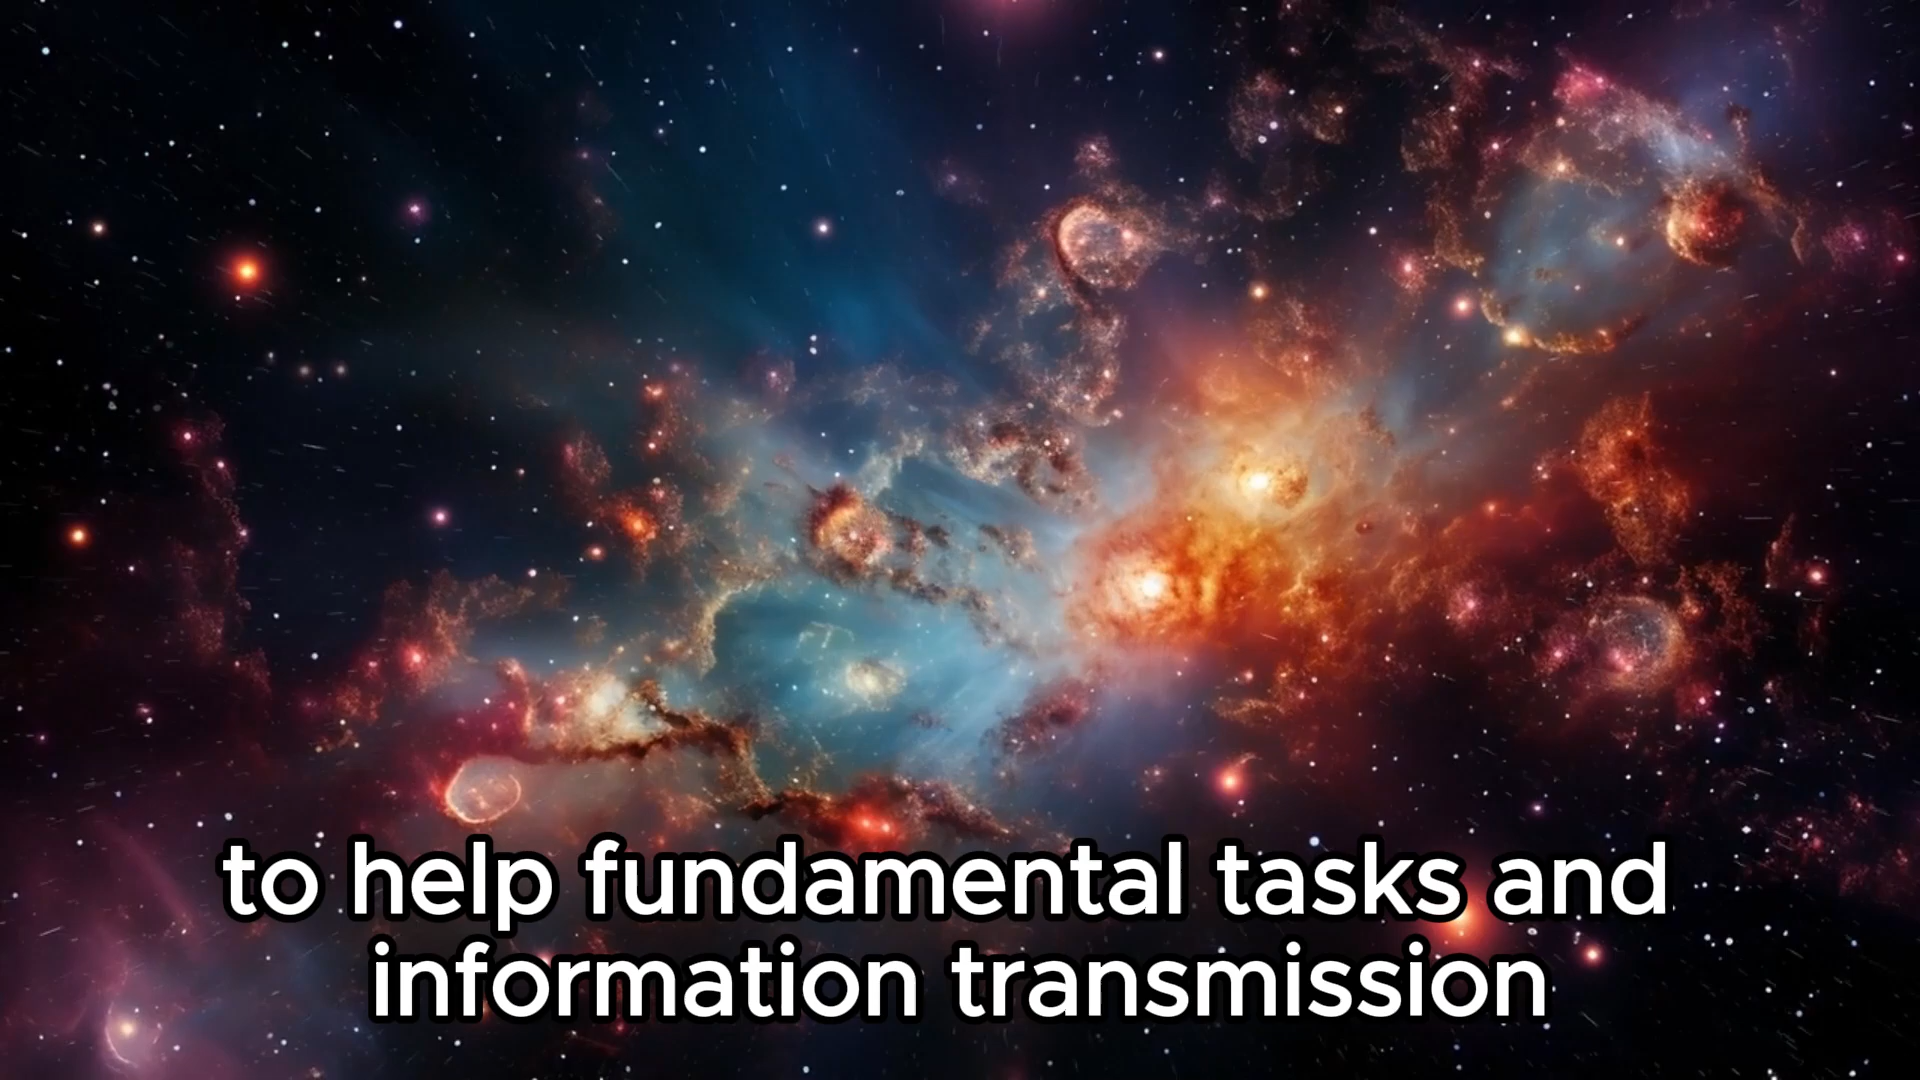 to help fundamental tasks and
information transmission